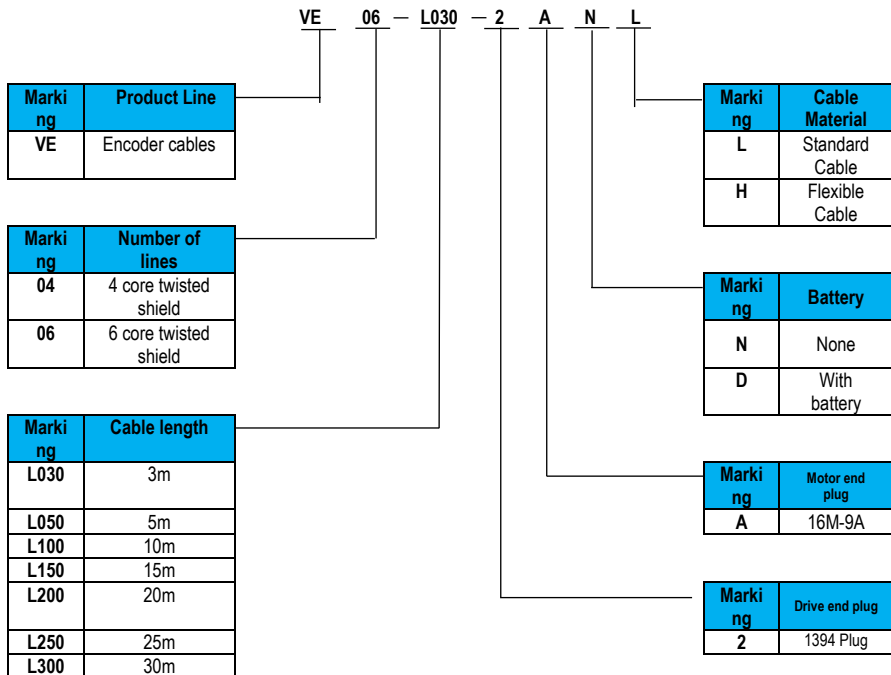 VE 06 — L030 — 2 A N L
Marki
ng
Product Line
VE
Encoder cables
Marki
ng
Number of
lines
04
4 core twisted
shield
06
6 core twisted
shield
Marki
ng
Cable length
L030
3m
L050
5m
L100
10m
L150
15m
L200
20m
L250
25m
L300
30m
Marki
ng
Cable
Material
L
Standard
Cable
H
Flexible
Cable
Marki
ng
Battery
N
None
D
With
battery
Marki
ng
Motor end
plug
A
16M-9A
Marki
ng
Drive end plug
2
1394 Plug